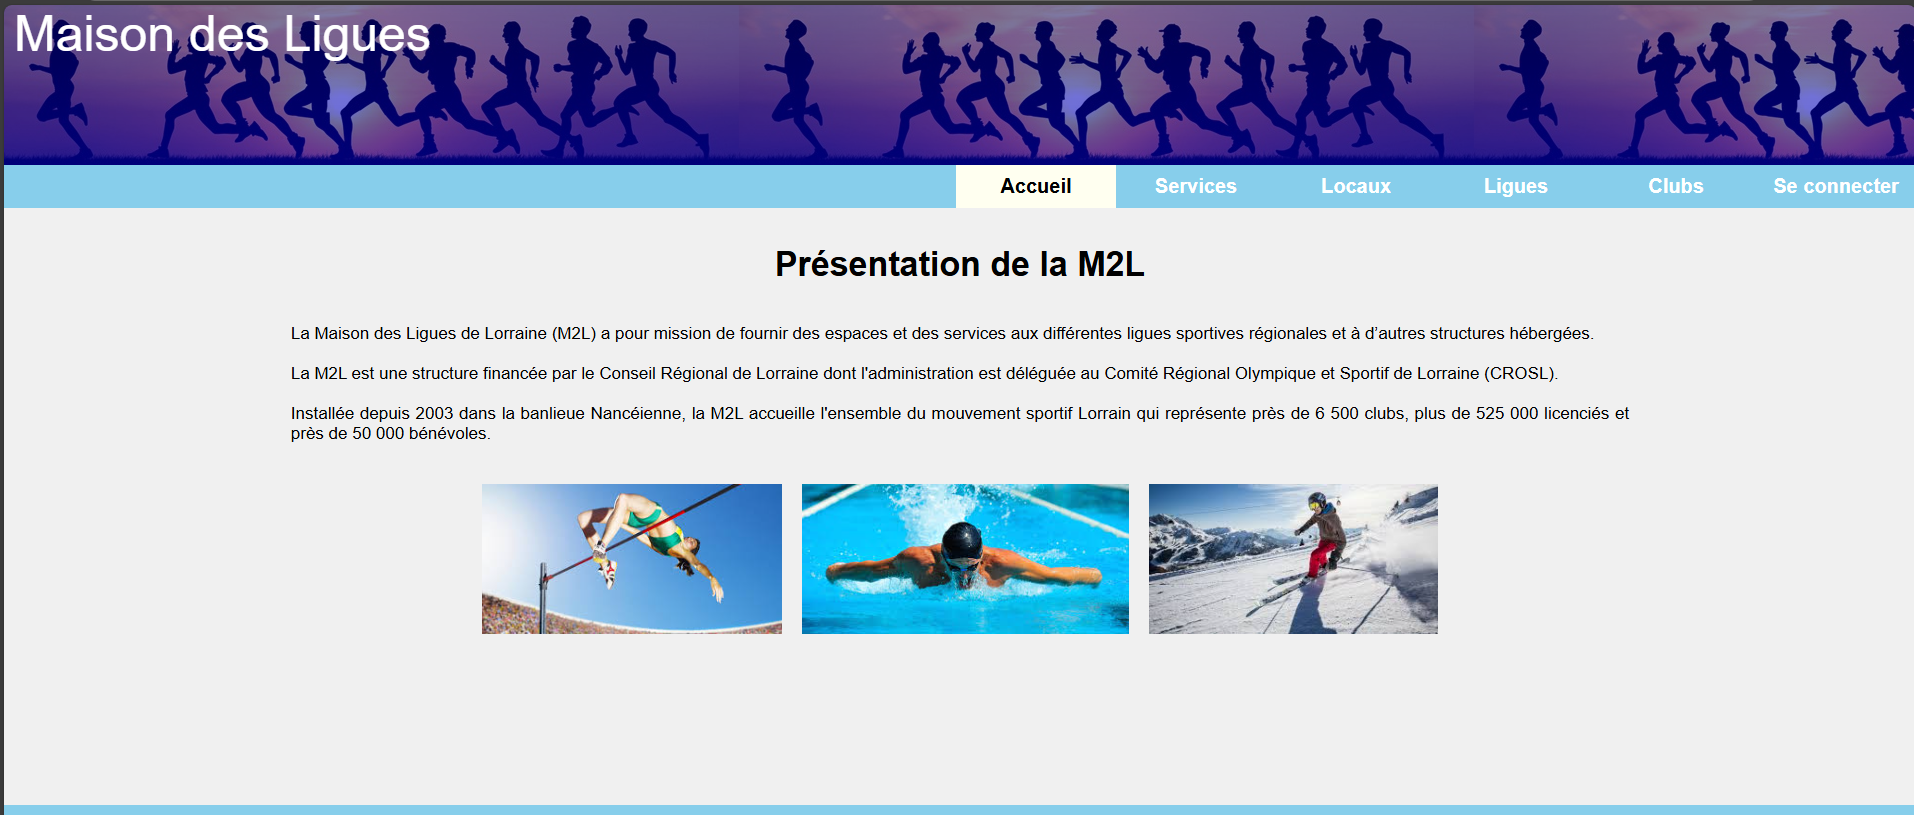 Maison des Ligues
Accueil Services Locaux Ligues Clubs Se connecter
Présentation de la M2L
La Maison des Ligues de Lorraine (M2L) a pour mission de fournir des espaces et des services aux différentes ligues sportives régionales et à d’autres structures hébergées.
La M2L est une structure financée par le Conseil Régional de Lorraine dont l'administration est déléguée au Comité Régional Olympique et Sportif de Lorraine (CROSL).
Installée depuis 2003 dans la banlieue Nancéienne, la M2L accueille l'ensemble du mouvement sportif Lorrain qui représente près de 6 500 clubs, plus de 525 000 licenciés et
près de 50 000 bénévoles.